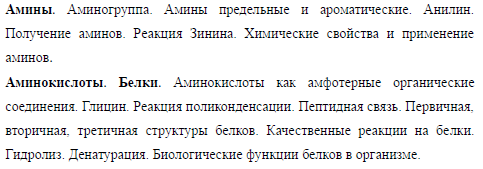 Амины. Аминогруппа. Амины предельные и ароматические. Анилин.
Получение аминов. Реакция Зинина. Химические свойства и применение
аминов.
Аминокислоты. Белки. Аминокислоты как амфотерные органические
соединения. Глицин. Реакция поликонденсации. Пептидная связь. Первичная,
вторичная, третичная структуры белков. Качественные реакции на белки.
Гидролиз. Денатурация. Биологические функции белков в организме.